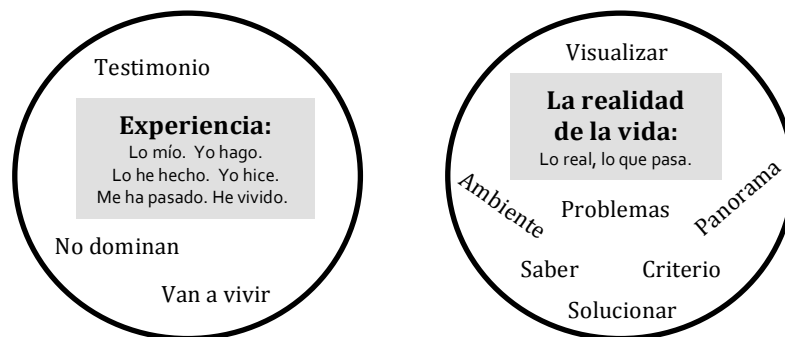 Testimonio
Experiencia:
Lo mío. Yo hago.
Lo he hecho. Yo hice.
Me ha pasado. He vivido.
No dominan
Van a vivir
Visualizar
La realidad
de la vida:
Lo real, lo que pasa.
Ambiente
Problemas
Panorama
Saber
Criterio
Solucionar